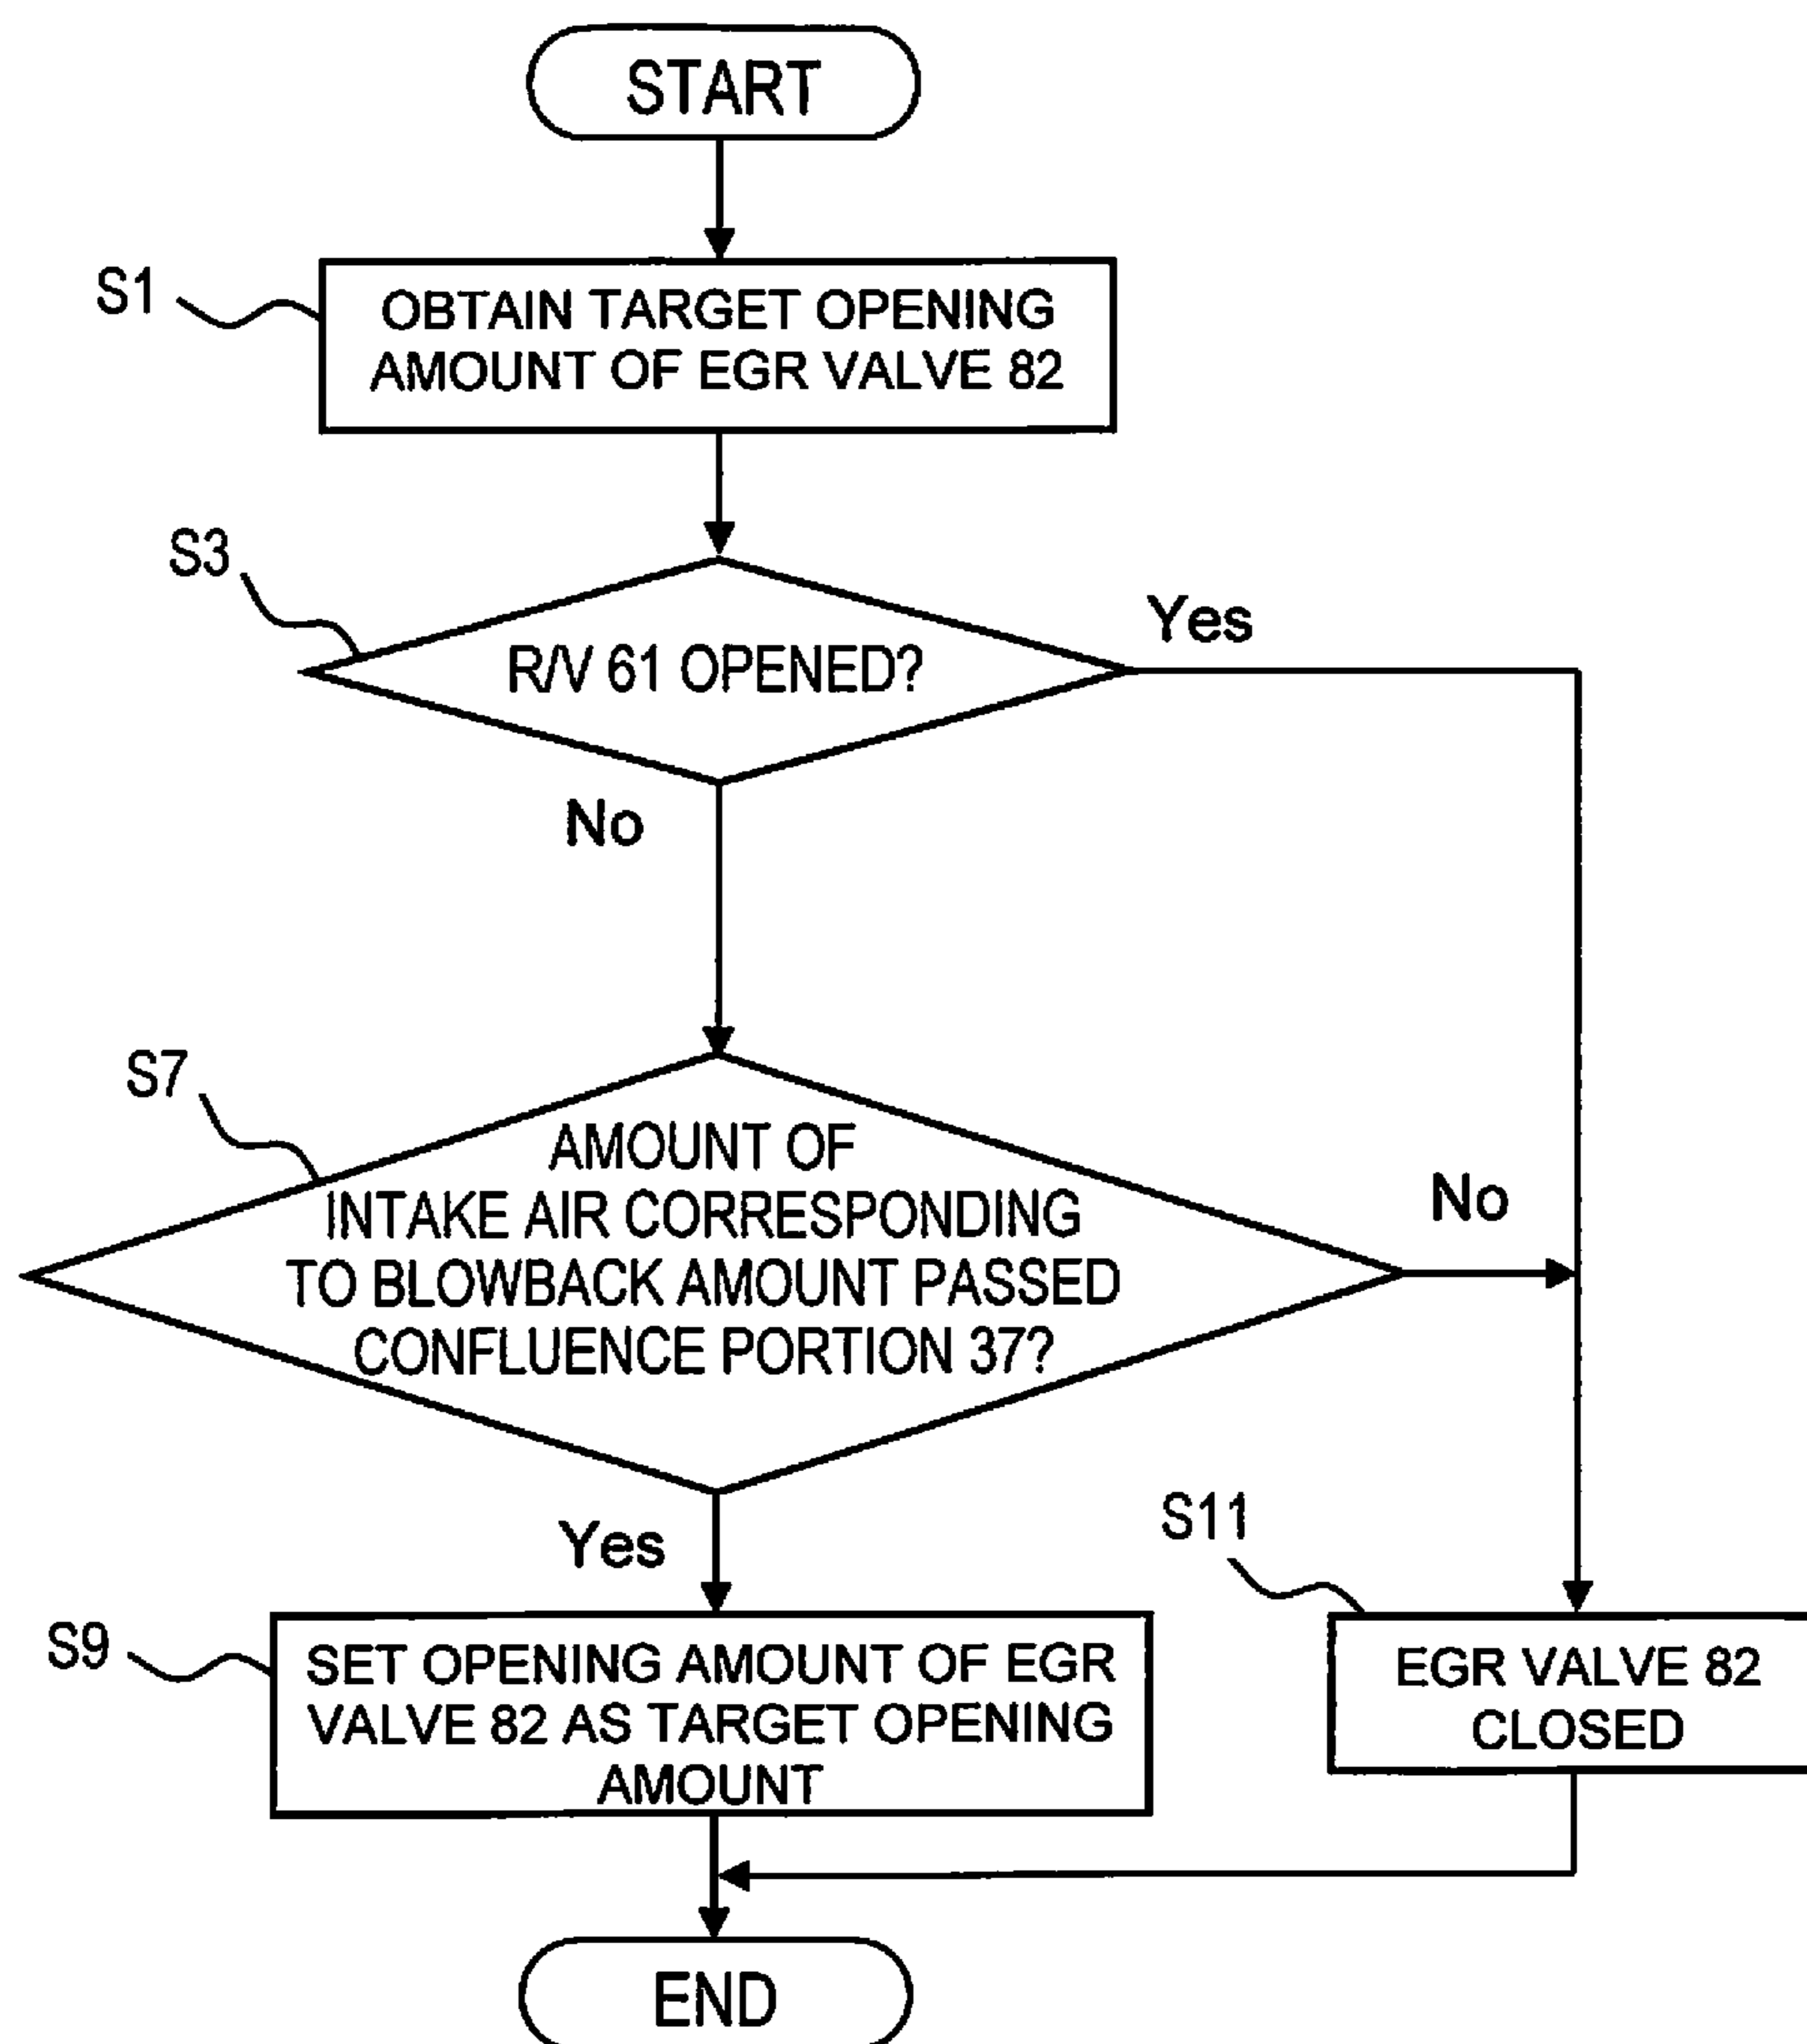 START
S1
OBTAIN TARGET OPENING
AMOUNT OF EGR VALVE 82
S3
R/V 61 OPENED?
Yes
No
S7
AMOUNT OF
INTAKE AIR CORRESPONDING
TO BLOWBACK AMOUNT PASSED
CONFLUENCE PORTION 37?
No
Yes
S9
SET OPENING AMOUNT OF EGR
VALVE 82 AS TARGET OPENING
AMOUNT
S11
EGR VALVE 82
CLOSED
END